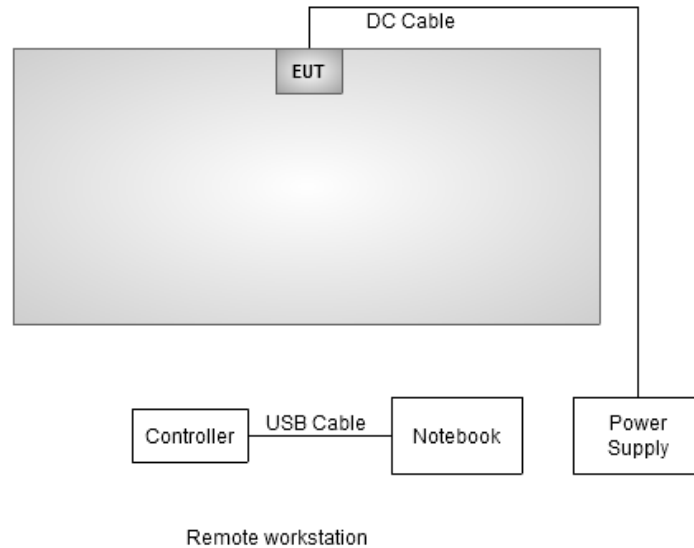 DC Cable
EUT
Controller
USB Cable
Notebook
Power
Supply
Remote workstation